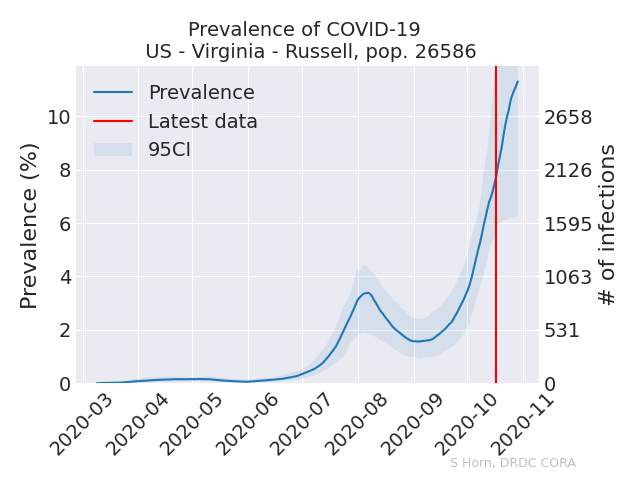 Prevalence of COVID-19
US - Virginia - Russell, pop. 26586
Prevalence
Latest data
95CI
Prevalence (%)
10
8
6
4
2
0
2658
2126
1595
1063
531
0
# of infections
2020-03
2020-04
2020-05
2020-06
2020-07
2020-08
2020-09
2020-10
2020-11
S Horn, DRDC CORA